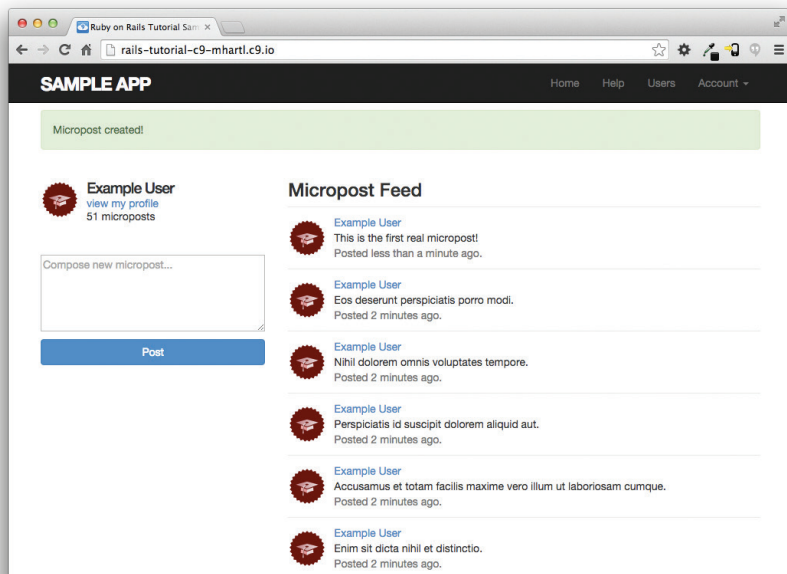 Ruby on Rails Tutorial Sam
rails-tutorial-c9-mhartl.c9.io
SAMPLE APP
Home
Help
Users
Account
Micropost created!
Example User
view my profile
51 microposts
Compose new micropost...
Post
Micropost Feed
Example User
This is the first real micropost!
Posted less than a minute ago.
Example User
Eos deserunt perspiciatis porro modi.
Posted 2 minutes ago.
Example User
Nihil dolorem omnis voluptates tempore.
Posted 2 minutes ago.
Example User
Perspiciatis id suscipit dolorem aliquid aut.
Posted 2 minutes ago.
Example User
Accusamus et totam facilis maxime vero illum ut laboriosam cumque.
Posted 2 minutes ago.
Example User
Enim sit dicta nihil et distinctio.
Posted 2 minutes ago.